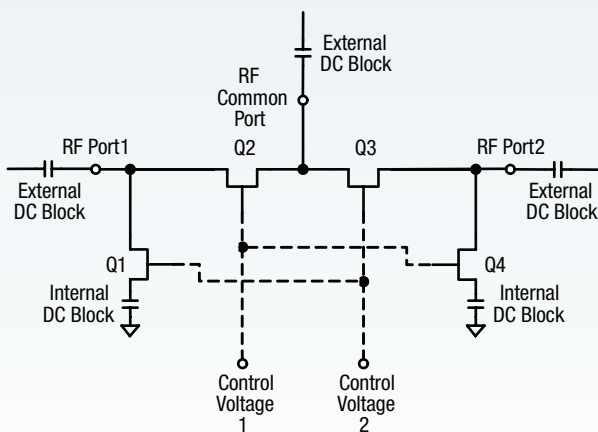 External
DC Block
RF
Common
Port
RF Port1
Q2
Q3
RF Port2
External
DC Block
External
DC Block
Q1
Q4
Internal
DC Block
Internal
DC Block
Control
Voltage
1
Control
Voltage
2